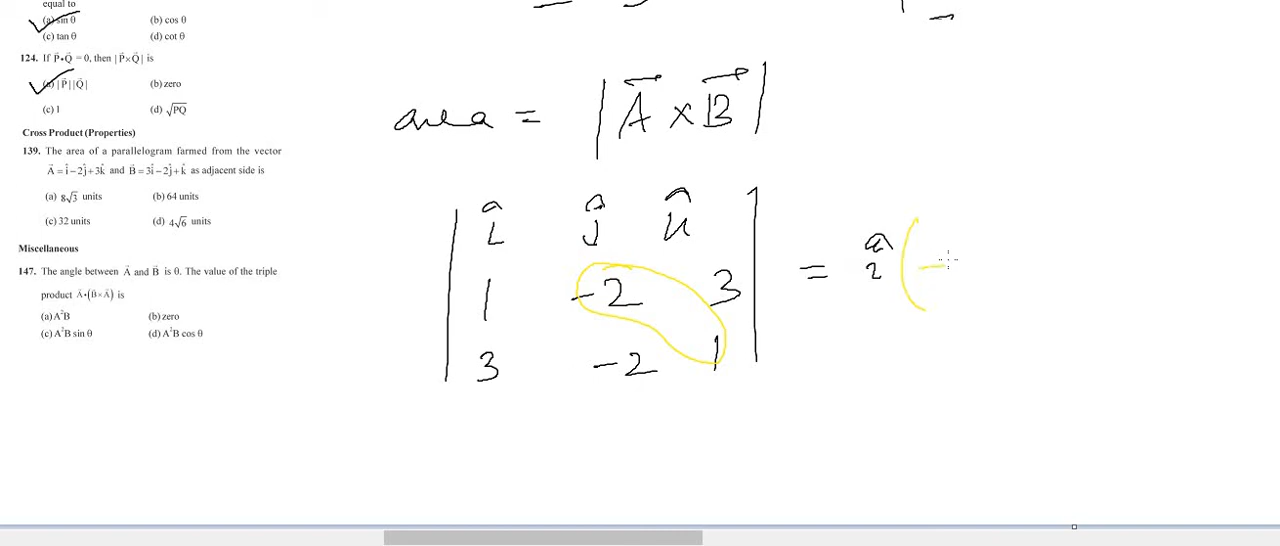 equal to
(a) sin θ (b) cos θ
(c) tan θ (d) cot θ
124. If P⃗•Q⃗ = 0, then |P⃗×Q⃗| is
(a) |P⃗||Q⃗| (b) zero
(c) 1 (d) √PQ
Cross Product (Properties)
139. The area of a parallelogram farmed from the vector
A⃗ = î−2ĵ+3k̂ and B⃗ = 3î−2ĵ+k̂ as adjacent side is
(a) 8√3 units (b) 64 units
(c) 32 units (d) 4√6 units
Miscellaneous
147. The angle between A⃗ and B⃗ is θ. The value of the triple
product A⃗•(B⃗×A⃗) is
(a) A²B (b) zero
(c) A²B sin θ (d) A²B cos θ
area = |A⃗ × B⃗|
î ĵ k̂
1 -2 3 = î ( -
3 -2 1